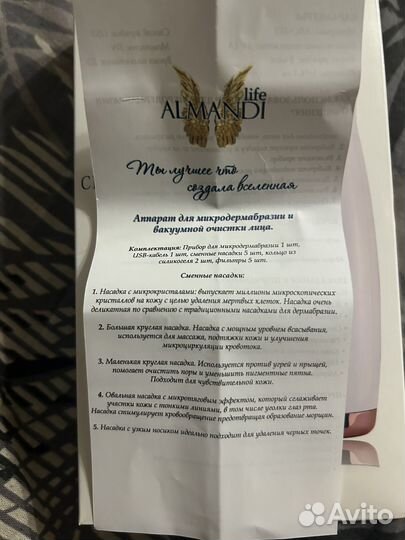 life
ALMANDI
Ты лучшее что
создала вселенная
Аппарат для микродермабразии и
вакуумной очистки лица.
Комплектация: Прибор для микродермабразии 1 шт,
USB-кабель 1 шт, сменные насадки 5 шт, кольцо из
силикогеля 2 шт, фильтры 5 шт.
Сменные насадки:
1. Насадка с микрокристалами: выпускает миллионы микроскопических
кристалов на кожу с целью удаления мертвых клеток. Насадка очень
деликатная по сравнению с традиционными насадками для дермабразии.
2. Большая круглая насадка. Насадка с мощным уровнем всасывания,
используется для массажа, подтяжки кожи и улучшения
микроциркуляции кровотока.
3. Маленькая круглая насадка. Используется против угрей и прыщей,
помогает очистить поры и уменьшить пигментные пятна.
Подходит для чувствительной кожи.
4. Овальная насадка с микротяговым эффектом, который сглаживает
участки кожи с тонкими линиями, в том числе уголки глаз рта.
Насадка стимулирует кровообращение предотвращая образование морщин.
5. Насадка с узким носиком идеально подходит для удаления черных точек.
Avito